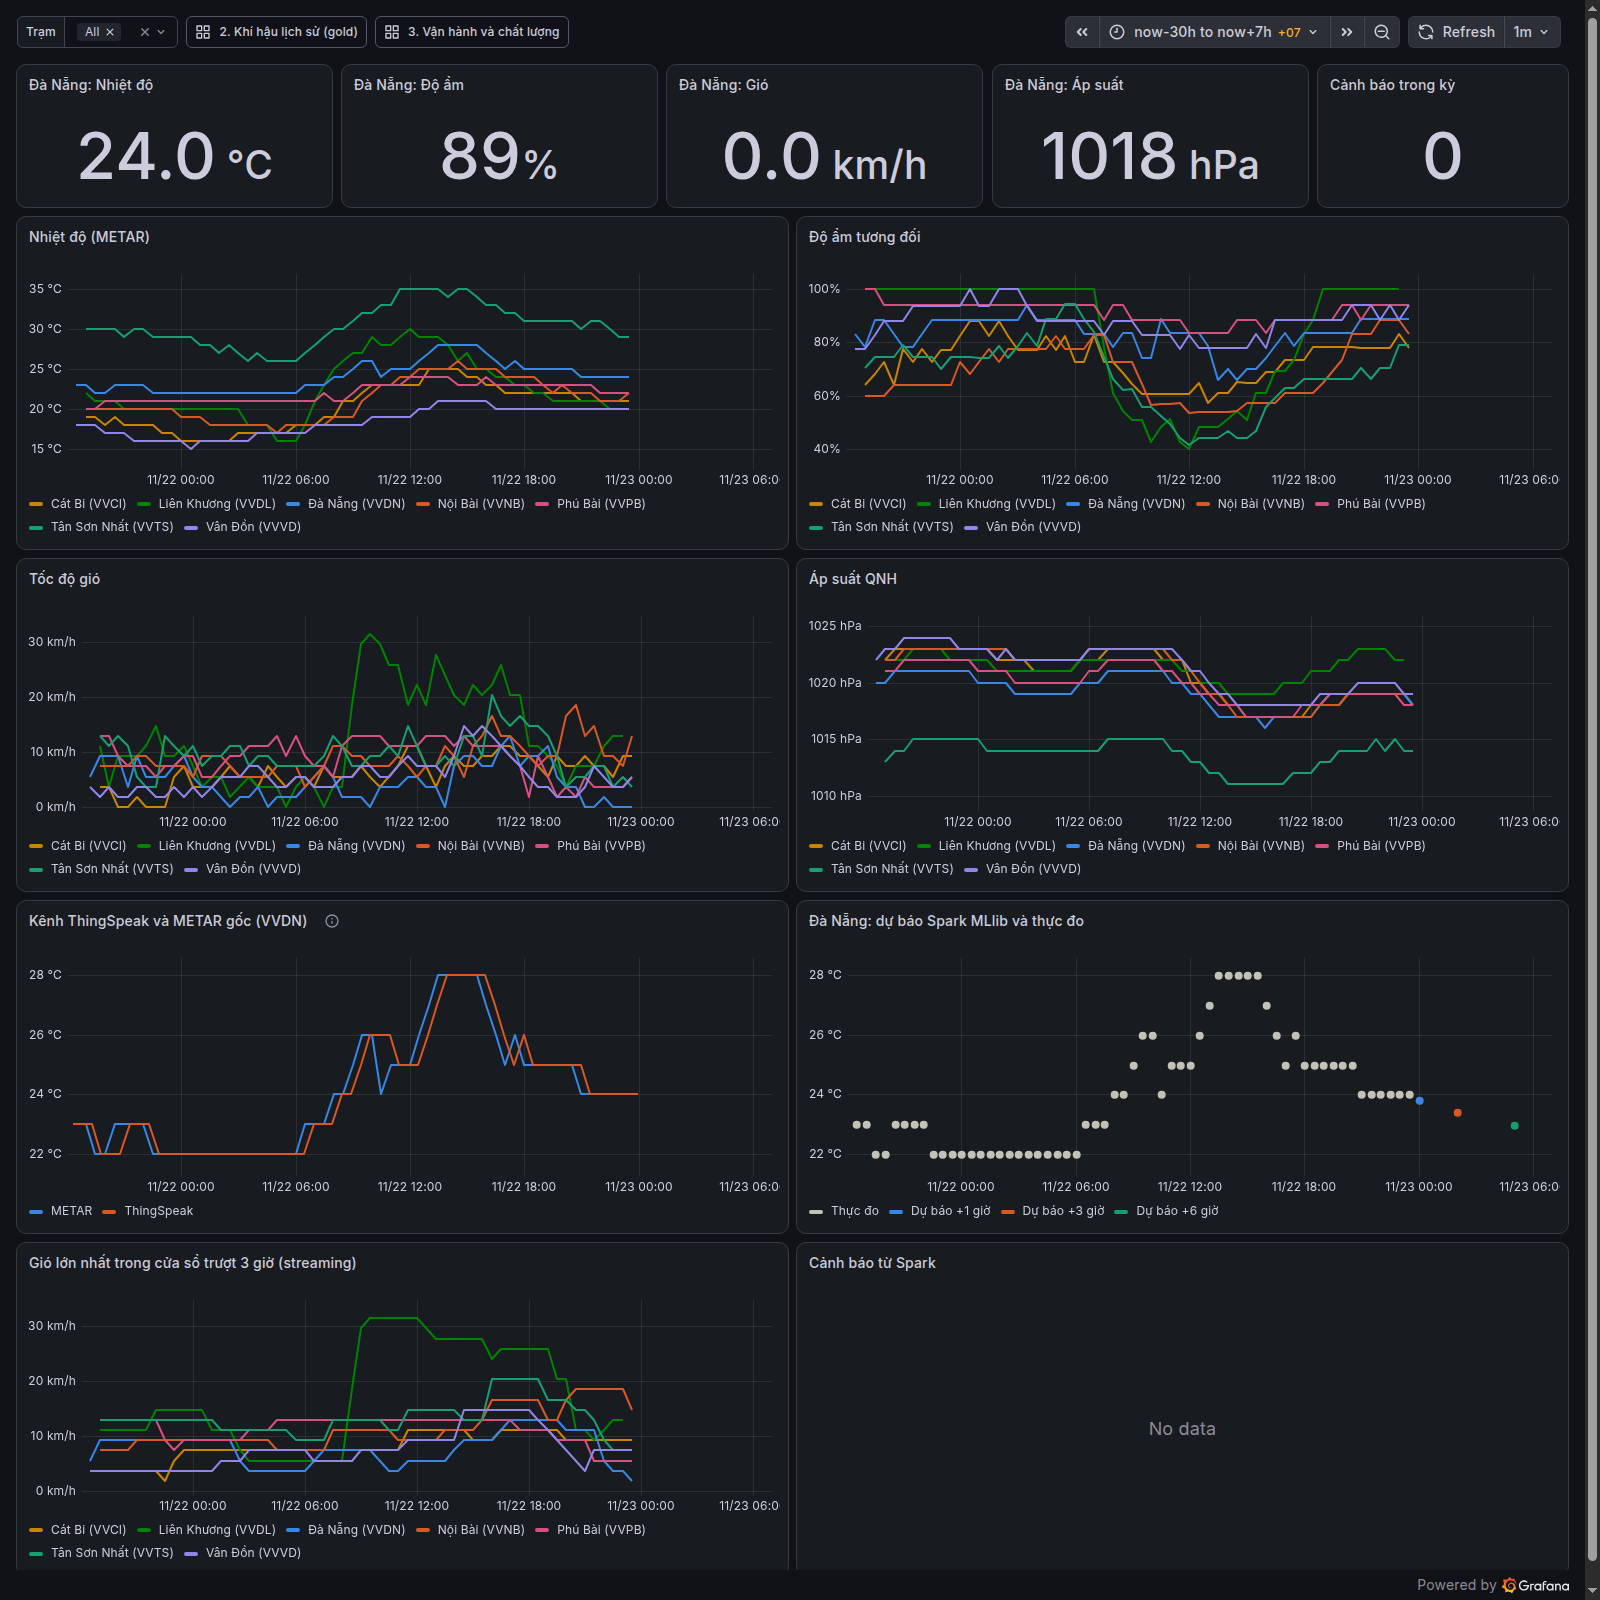 Trạm All
2. Khí hậu lịch sử (gold)
3. Vận hành và chất lượng
now-30h to now+7h +07
Refresh 1m
Đà Nẵng: Nhiệt độ
24.0 °C
Đà Nẵng: Độ ẩm
89%
Đà Nẵng: Gió
0.0 km/h
Đà Nẵng: Áp suất
1018 hPa
Cảnh báo trong kỳ
0
Nhiệt độ (METAR)
35 °C
30 °C
25 °C
20 °C
15 °C
11/22 00:00 11/22 06:00 11/22 12:00 11/22 18:00 11/23 00:00 11/23 06:0
Cát Bi (VVCI) Liên Khương (VVDL) Đà Nẵng (VVDN) Nội Bài (VVNB) Phú Bài (VVPB)
Tân Sơn Nhất (VVTS) Vân Đồn (VVVD)
Độ ẩm tương đối
100%
80%
60%
40%
11/22 00:00 11/22 06:00 11/22 12:00 11/22 18:00 11/23 00:00 11/23 06:0
Cát Bi (VVCI) Liên Khương (VVDL) Đà Nẵng (VVDN) Nội Bài (VVNB) Phú Bài (VVPB)
Tân Sơn Nhất (VVTS) Vân Đồn (VVVD)
Tốc độ gió
30 km/h
20 km/h
10 km/h
0 km/h
11/22 00:00 11/22 06:00 11/22 12:00 11/22 18:00 11/23 00:00 11/23 06:0
Cát Bi (VVCI) Liên Khương (VVDL) Đà Nẵng (VVDN) Nội Bài (VVNB) Phú Bài (VVPB)
Tân Sơn Nhất (VVTS) Vân Đồn (VVVD)
Áp suất QNH
1025 hPa
1020 hPa
1015 hPa
1010 hPa
11/22 00:00 11/22 06:00 11/22 12:00 11/22 18:00 11/23 00:00 11/23 06:0
Cát Bi (VVCI) Liên Khương (VVDL) Đà Nẵng (VVDN) Nội Bài (VVNB) Phú Bài (VVPB)
Tân Sơn Nhất (VVTS) Vân Đồn (VVVD)
Kênh ThingSpeak và METAR gốc (VVDN)
28 °C
26 °C
24 °C
22 °C
11/22 00:00 11/22 06:00 11/22 12:00 11/22 18:00 11/23 00:00 11/23 06:0
METAR ThingSpeak
Đà Nẵng: dự báo Spark MLlib và thực đo
28 °C
26 °C
24 °C
22 °C
11/22 00:00 11/22 06:00 11/22 12:00 11/22 18:00 11/23 00:00 11/23 06:0
Thực đo Dự báo +1 giờ Dự báo +3 giờ Dự báo +6 giờ
Gió lớn nhất trong cửa sổ trượt 3 giờ (streaming)
30 km/h
20 km/h
10 km/h
0 km/h
11/22 00:00 11/22 06:00 11/22 12:00 11/22 18:00 11/23 00:00 11/23 06:0
Cát Bi (VVCI) Liên Khương (VVDL) Đà Nẵng (VVDN) Nội Bài (VVNB) Phú Bài (VVPB)
Tân Sơn Nhất (VVTS) Vân Đồn (VVVD)
Cảnh báo từ Spark
No data
Powered by Grafana